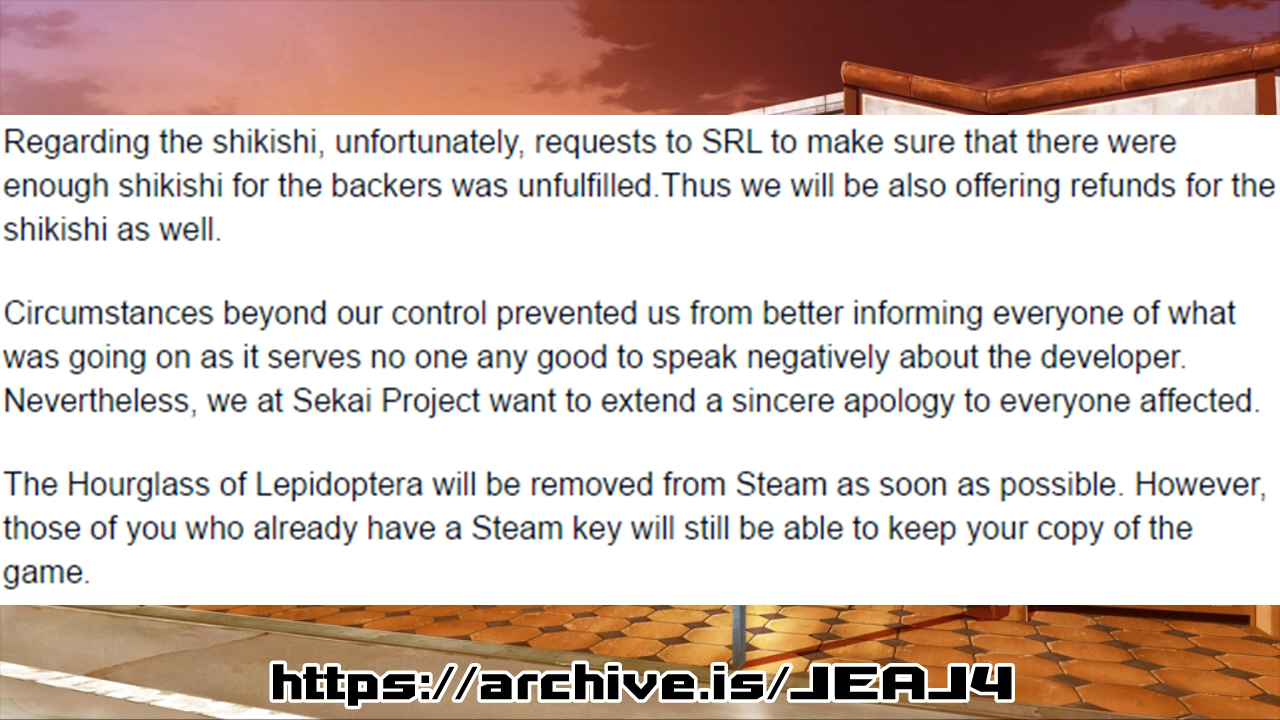 Regarding the shikishi, unfortunately, requests to SRL to make sure that there were
enough shikishi for the backers was unfulfilled.Thus we will be also offering refunds for the
shikishi as well.
Circumstances beyond our control prevented us from better informing everyone of what
was going on as it serves no one any good to speak negatively about the developer.
Nevertheless, we at Sekai Project want to extend a sincere apology to everyone affected.
The Hourglass of Lepidoptera will be removed from Steam as soon as possible. However,
those of you who already have a Steam key will still be able to keep your copy of the
game.
https://archive.is/JEAJ4